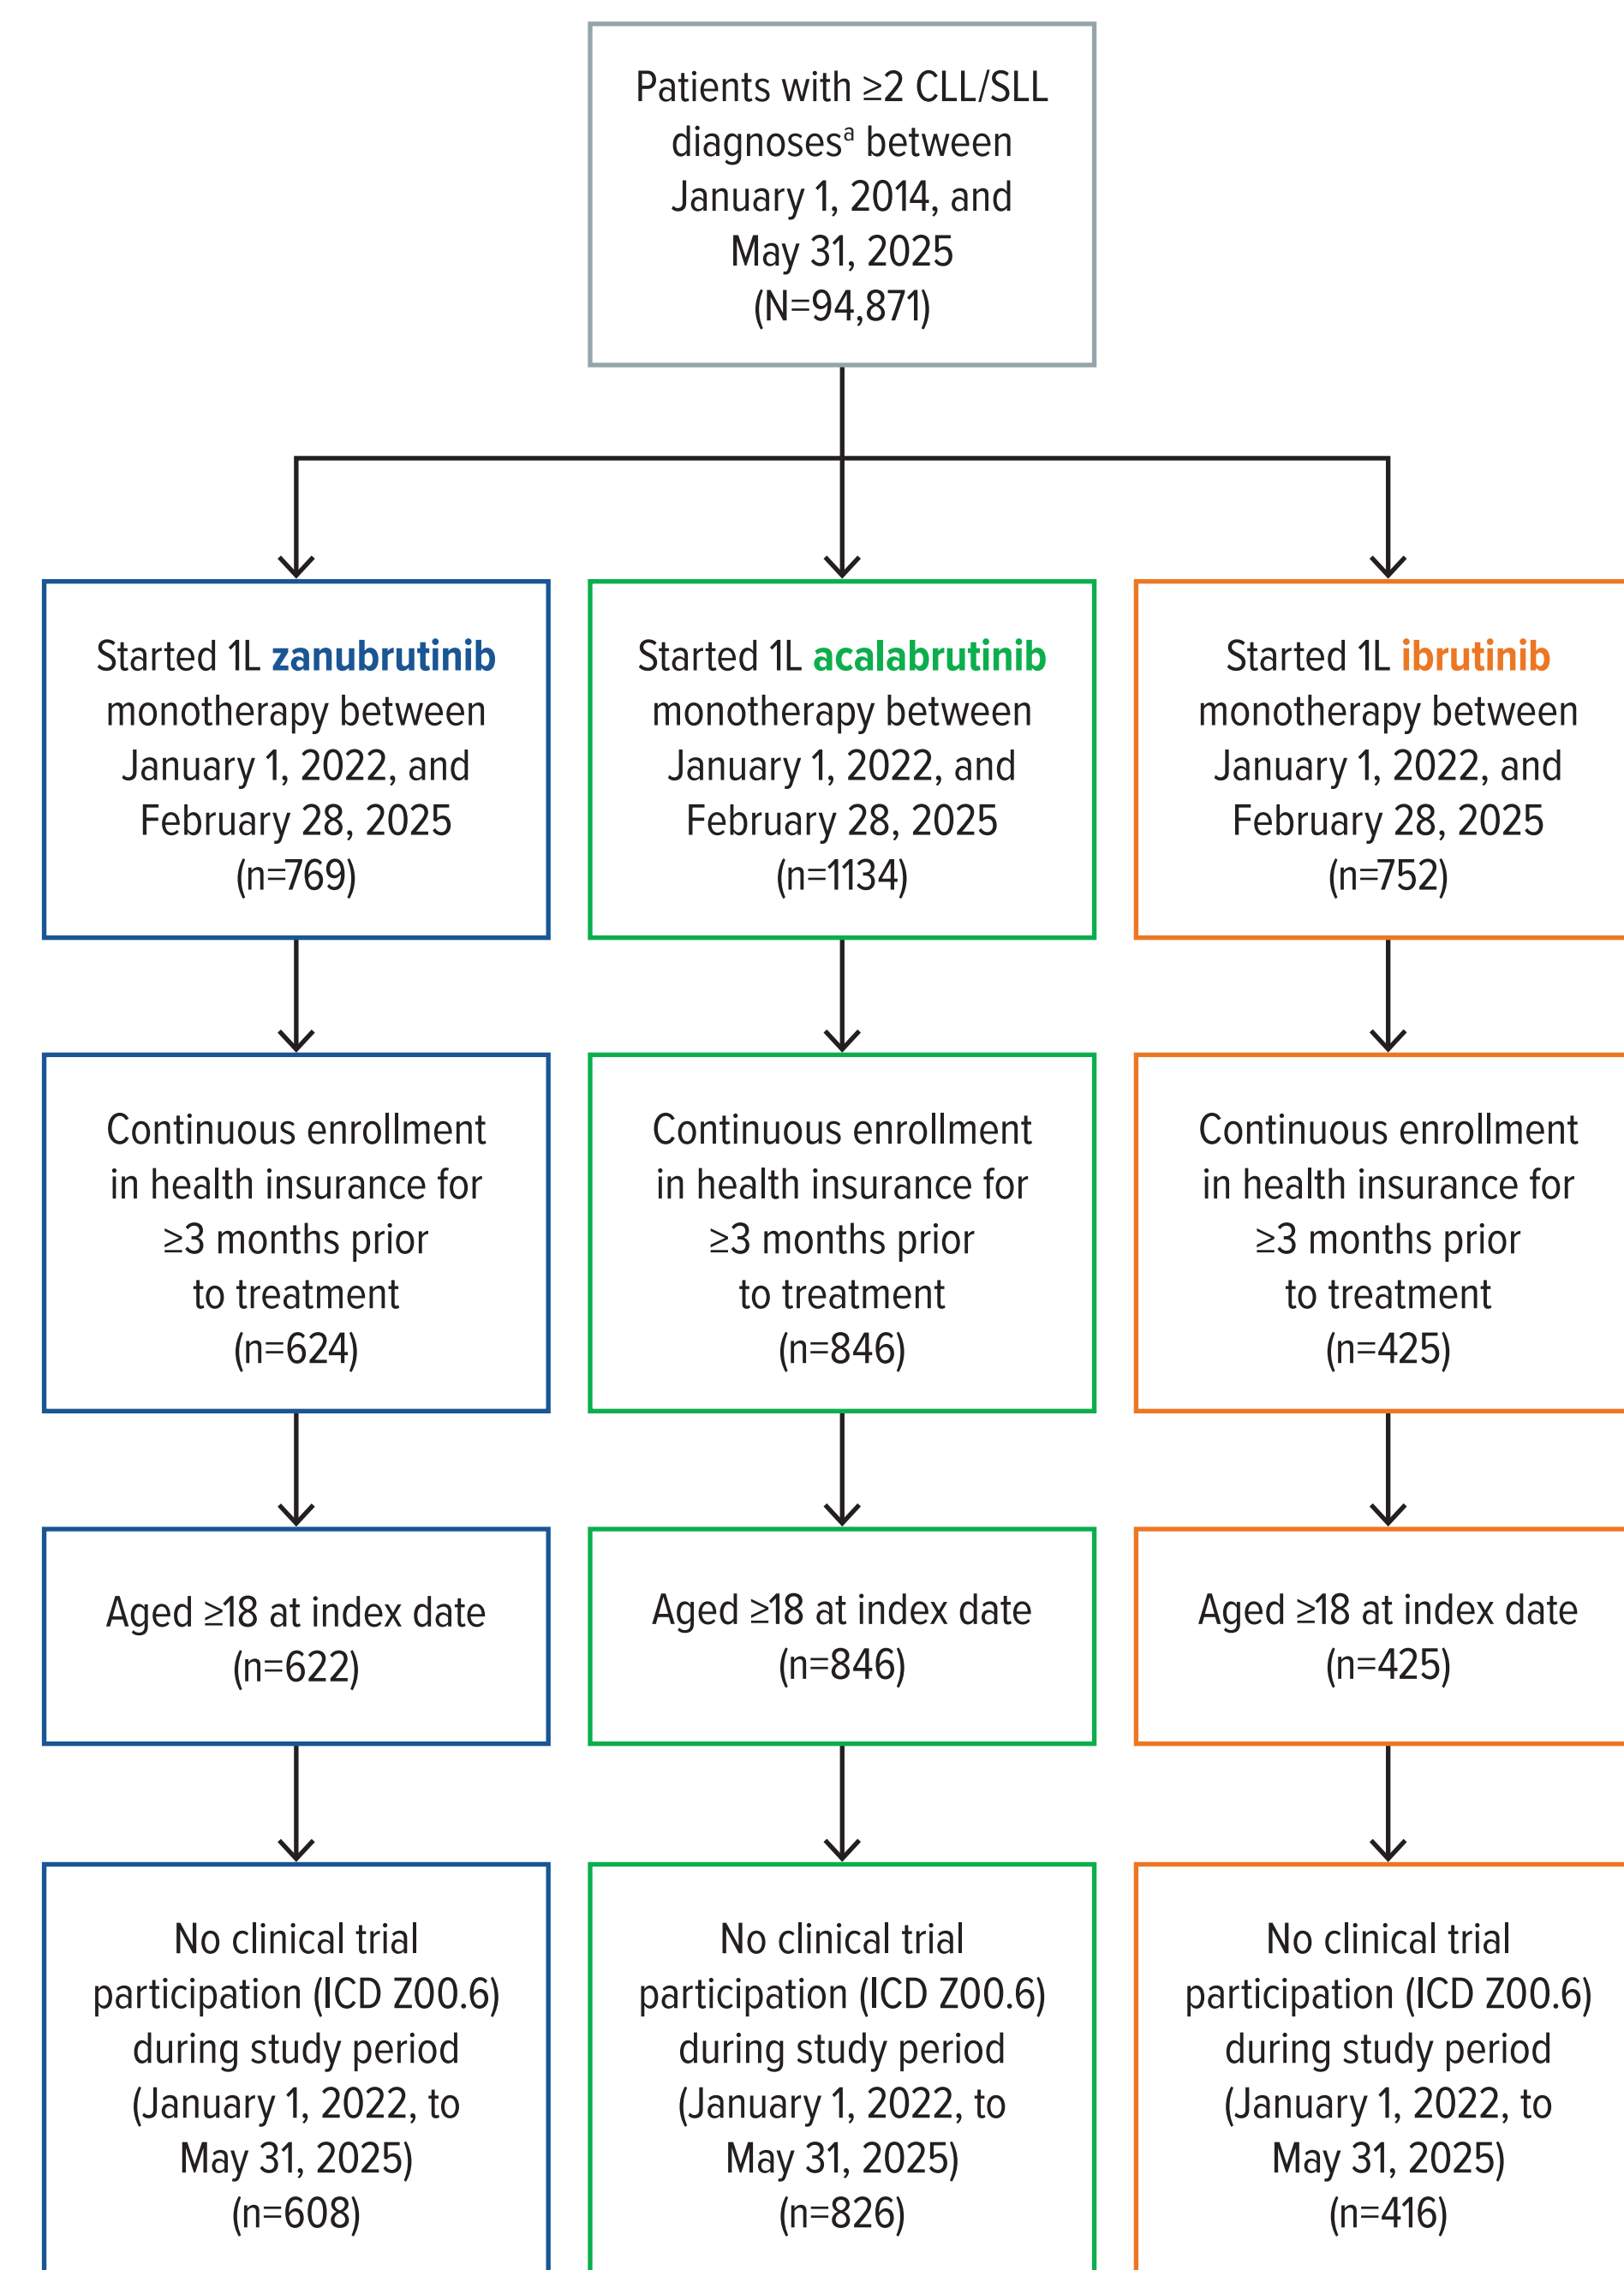 Patients with ≥2 CLL/SLL
diagnosesᵃ between
January 1, 2014, and
May 31, 2025
(N=94,871)
Started 1L zanubrutinib
monotherapy between
January 1, 2022, and
February 28, 2025
(n=769)
Started 1L acalabrutinib
monotherapy between
January 1, 2022, and
February 28, 2025
(n=1134)
Started 1L ibrutinib
monotherapy between
January 1, 2022, and
February 28, 2025
(n=752)
Continuous enrollment
in health insurance for
≥3 months prior
to treatment
(n=624)
Continuous enrollment
in health insurance for
≥3 months prior
to treatment
(n=846)
Continuous enrollment
in health insurance for
≥3 months prior
to treatment
(n=425)
Aged ≥18 at index date
(n=622)
Aged ≥18 at index date
(n=846)
Aged ≥18 at index date
(n=425)
No clinical trial
participation (ICD Z00.6)
during study period
(January 1, 2022, to
May 31, 2025)
(n=608)
No clinical trial
participation (ICD Z00.6)
during study period
(January 1, 2022, to
May 31, 2025)
(n=826)
No clinical trial
participation (ICD Z00.6)
during study period
(January 1, 2022, to
May 31, 2025)
(n=416)